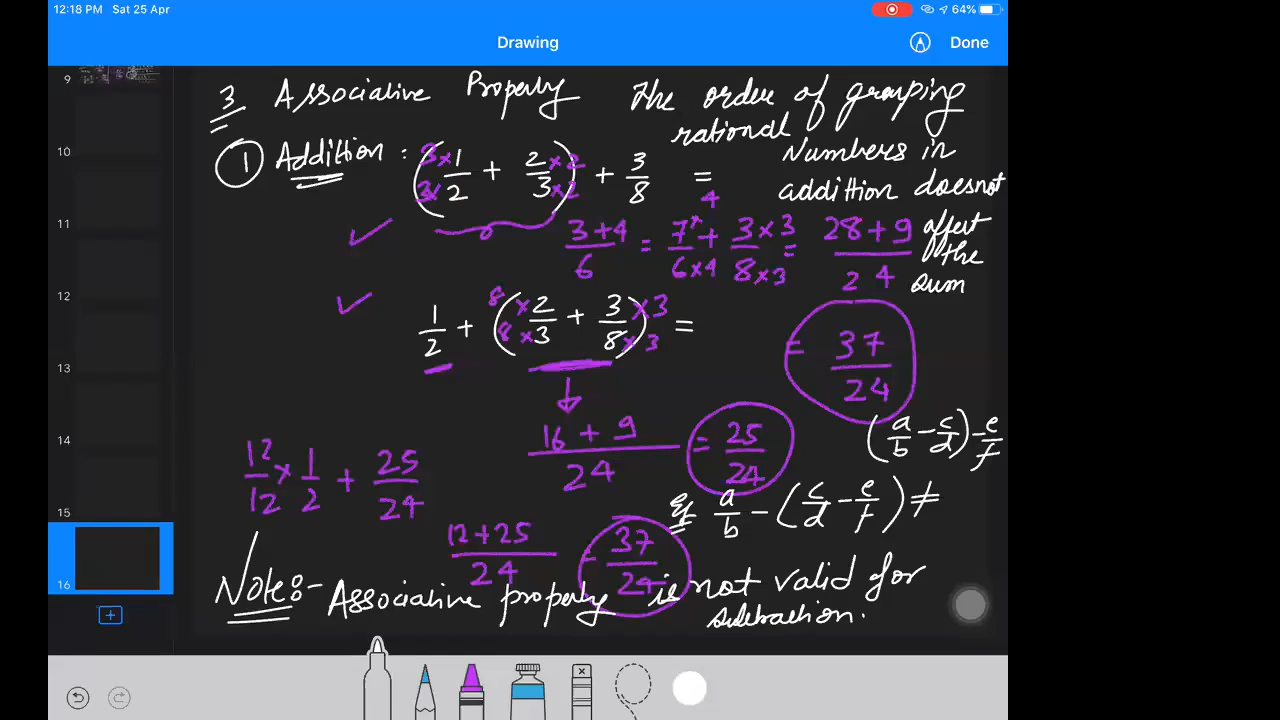 12:18 PM Sat 25 Apr
64%
Drawing
Done
9
10
11
12
13
14
15
16
3 Associative Property The order of grouping
rational
Numbers in
addition doesnot
affect
the
sum
① Addition : (3×1/3×2 + 2×2/3×2) + 3/8 =
3+4/6 = 7×4/6×4 + 3×3/8×3 = 28+9/24
= 37/24
1/2 + (8×2/8×3 + 3×3/8×3) =
16+9/24 = 25/24
12/12 × 1/2 + 25/24
12+25/24 = 37/24
eg a/b - (c/d - e/f) ≠ (a/b - c/d) - e/f
Note:- Associative property is not valid for
subtraction.